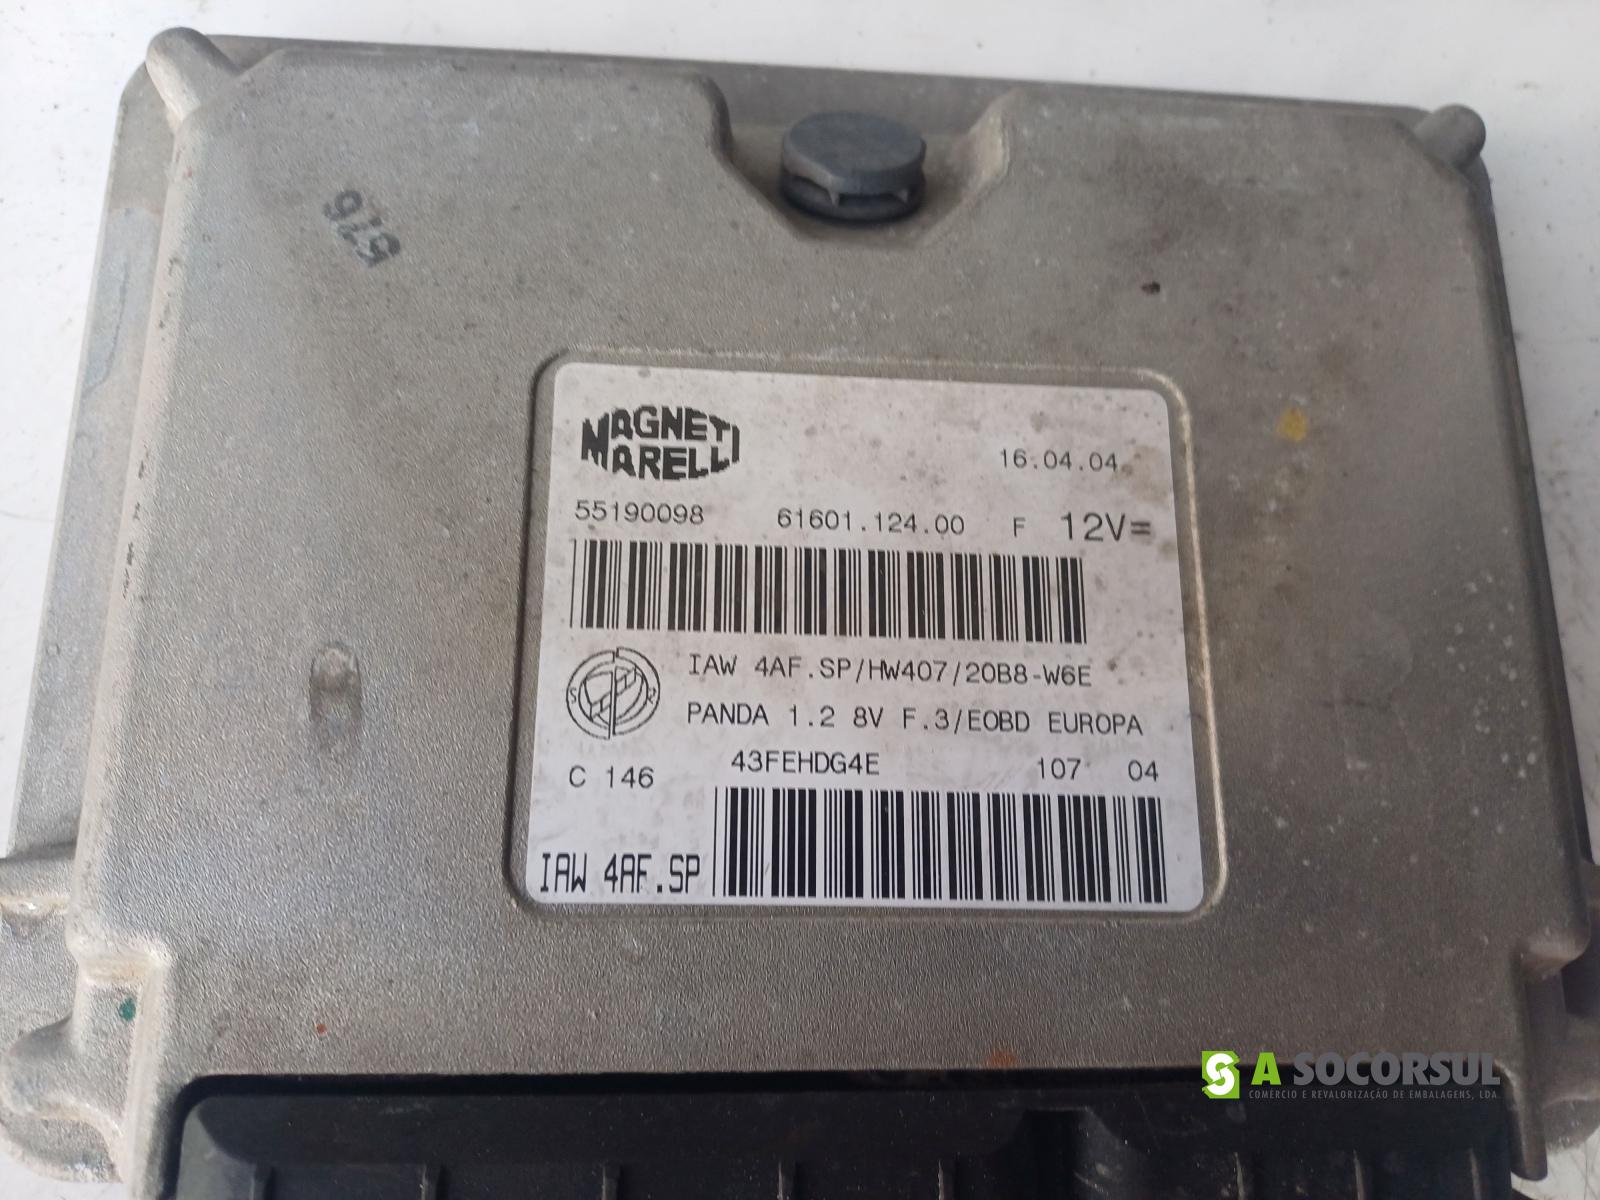 5726
MAGNETI MARELLI
16.04.04
55190098 61601.124.00 F 12V=
IAW 4AF.SP/HW407/20B8-W6E
PANDA 1.2 8V F.3/EOBD EUROPA
S R
C 146 43FEHDG4E 107 04
IAW 4AF.SP
S A SOCORSUL
COMÉRCIO E REVALORIZAÇÃO DE EMBALAGENS, LDA.